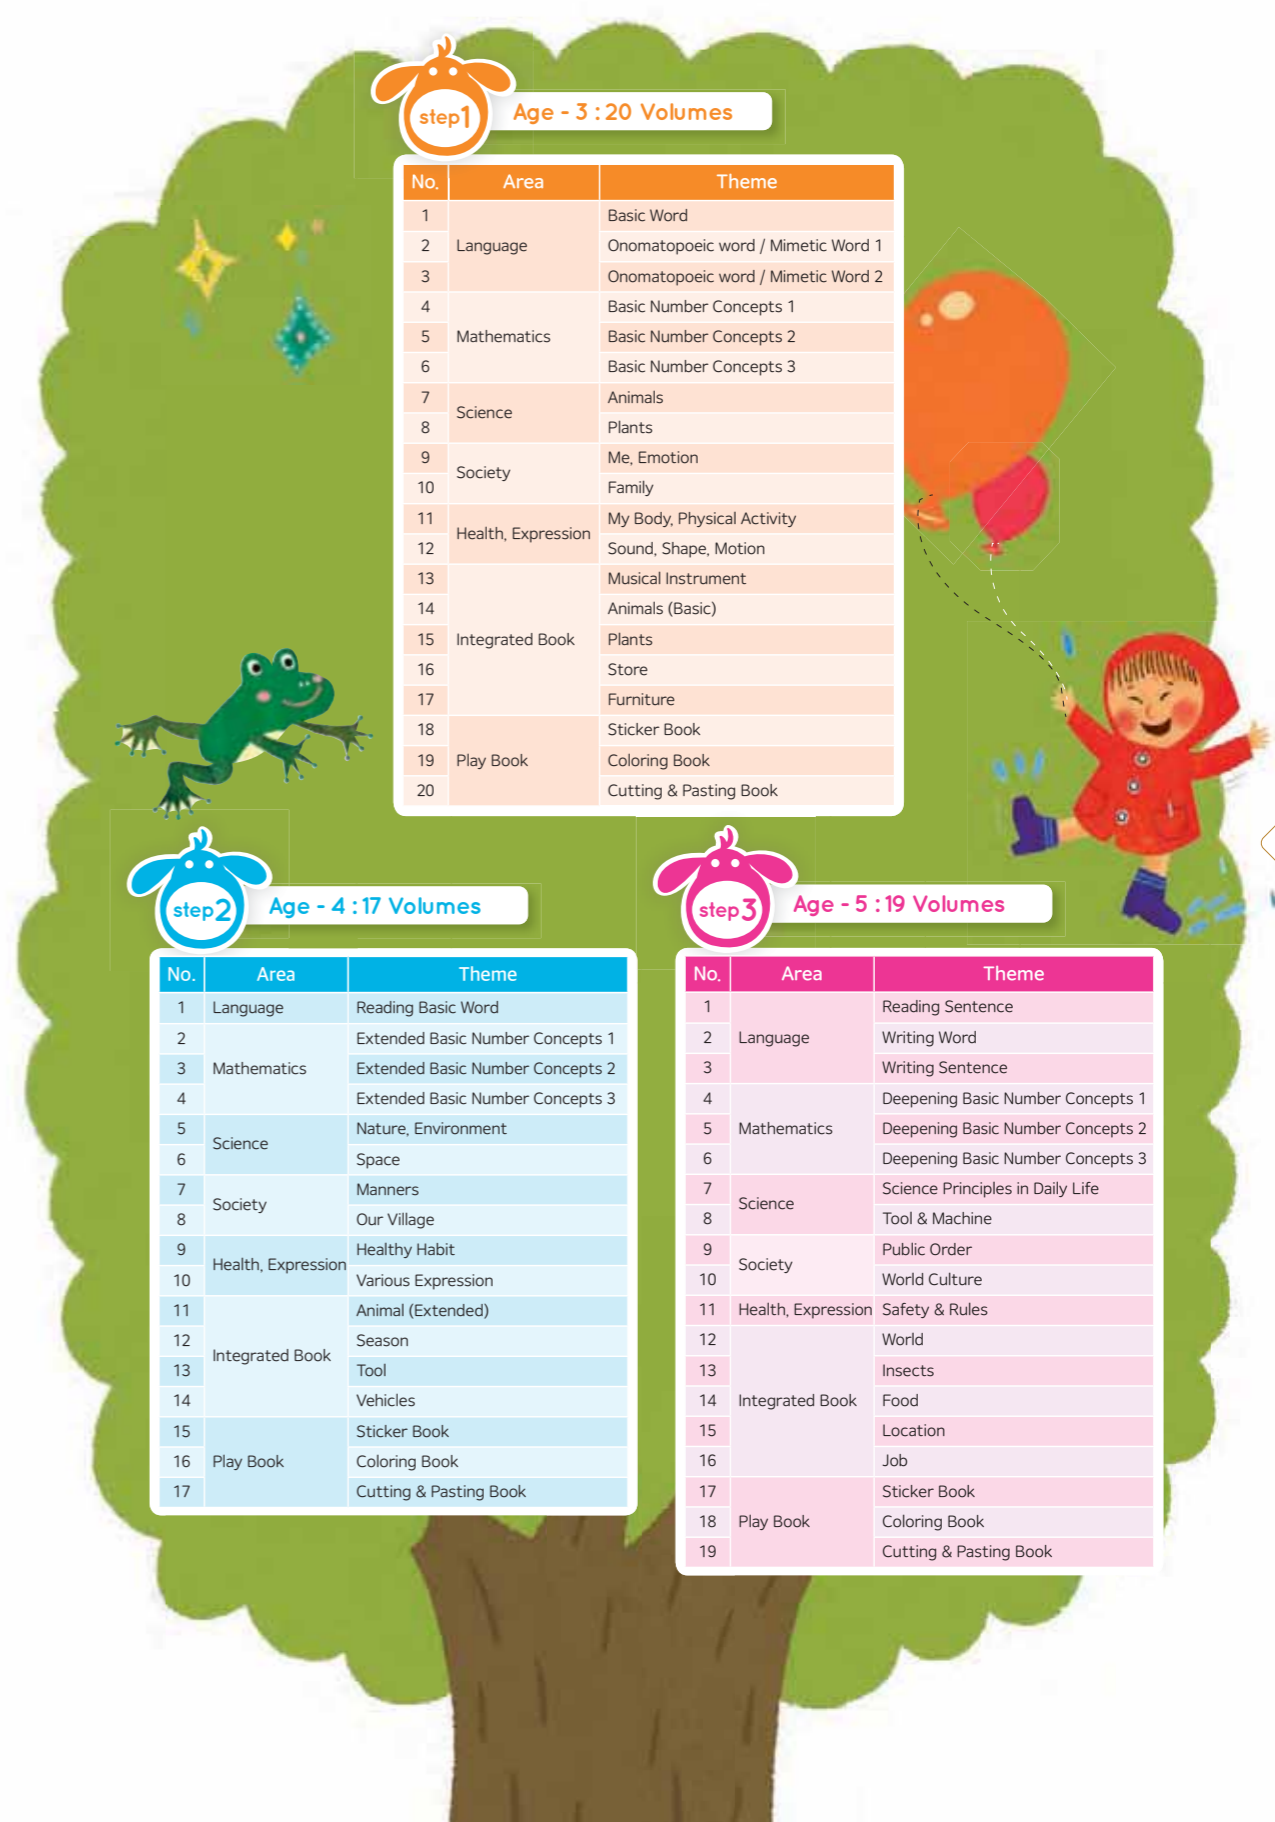 step1
Age - 3 : 20 Volumes
No. Area Theme
1 Language Basic Word
2 Onomatopoeic word / Mimetic Word 1
3 Onomatopoeic word / Mimetic Word 2
4 Mathematics Basic Number Concepts 1
5 Basic Number Concepts 2
6 Basic Number Concepts 3
7 Science Animals
8 Plants
9 Society Me, Emotion
10 Family
11 Health, Expression My Body, Physical Activity
12 Sound, Shape, Motion
13 Integrated Book Musical Instrument
14 Animals (Basic)
15 Plants
16 Store
17 Furniture
18 Play Book Sticker Book
19 Coloring Book
20 Cutting & Pasting Book
step2
Age - 4 : 17 Volumes
No. Area Theme
1 Language Reading Basic Word
2 Mathematics Extended Basic Number Concepts 1
3 Extended Basic Number Concepts 2
4 Extended Basic Number Concepts 3
5 Science Nature, Environment
6 Space
7 Society Manners
8 Our Village
9 Health, Expression Healthy Habit
10 Various Expression
11 Integrated Book Animal (Extended)
12 Season
13 Tool
14 Vehicles
15 Play Book Sticker Book
16 Coloring Book
17 Cutting & Pasting Book
step3
Age - 5 : 19 Volumes
No. Area Theme
1 Language Reading Sentence
2 Writing Word
3 Writing Sentence
4 Mathematics Deepening Basic Number Concepts 1
5 Deepening Basic Number Concepts 2
6 Deepening Basic Number Concepts 3
7 Science Science Principles in Daily Life
8 Tool & Machine
9 Society Public Order
10 World Culture
11 Health, Expression Safety & Rules
12 Integrated Book World
13 Insects
14 Food
15 Location
16 Job
17 Play Book Sticker Book
18 Coloring Book
19 Cutting & Pasting Book